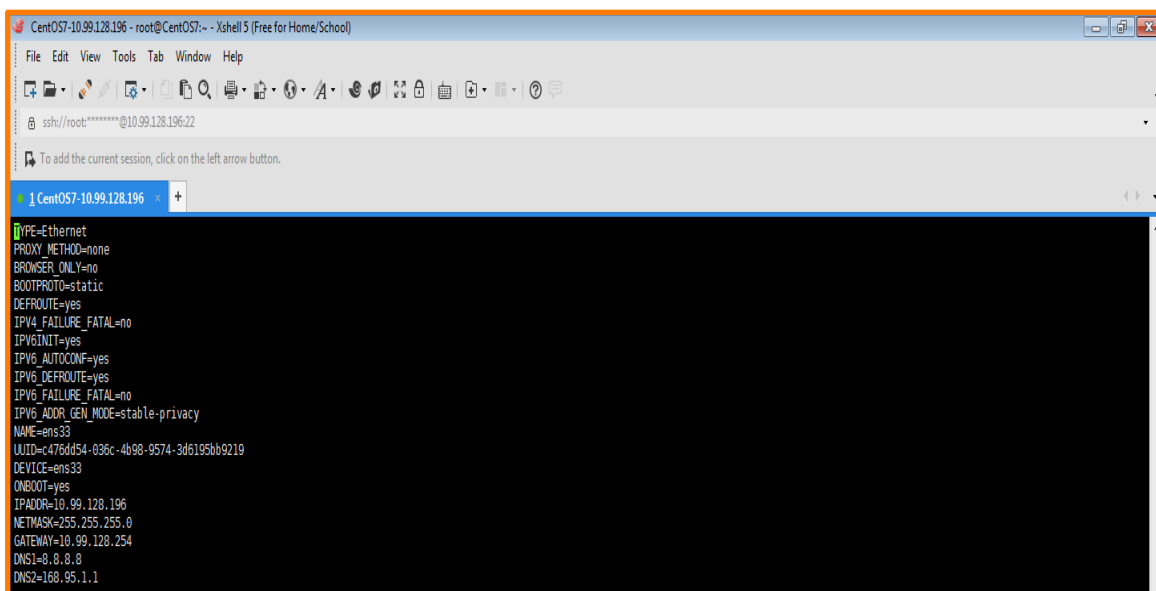 CentOS7-10.99.128.196 - root@CentOS7:~ - Xshell 5 (Free for Home/School)
File Edit View Tools Tab Window Help
ssh://root:********@10.99.128.196:22
To add the current session, click on the left arrow button.
1 CentOS7-10.99.128.196 × +
TYPE=Ethernet
PROXY_METHOD=none
BROWSER_ONLY=no
BOOTPROTO=static
DEFROUTE=yes
IPV4_FAILURE_FATAL=no
IPV6INIT=yes
IPV6_AUTOCONF=yes
IPV6_DEFROUTE=yes
IPV6_FAILURE_FATAL=no
IPV6_ADDR_GEN_MODE=stable-privacy
NAME=ens33
UUID=c476dd54-036c-4b98-9574-3d6195bb9219
DEVICE=ens33
ONBOOT=yes
IPADDR=10.99.128.196
NETMASK=255.255.255.0
GATEWAY=10.99.128.254
DNS1=8.8.8.8
DNS2=168.95.1.1